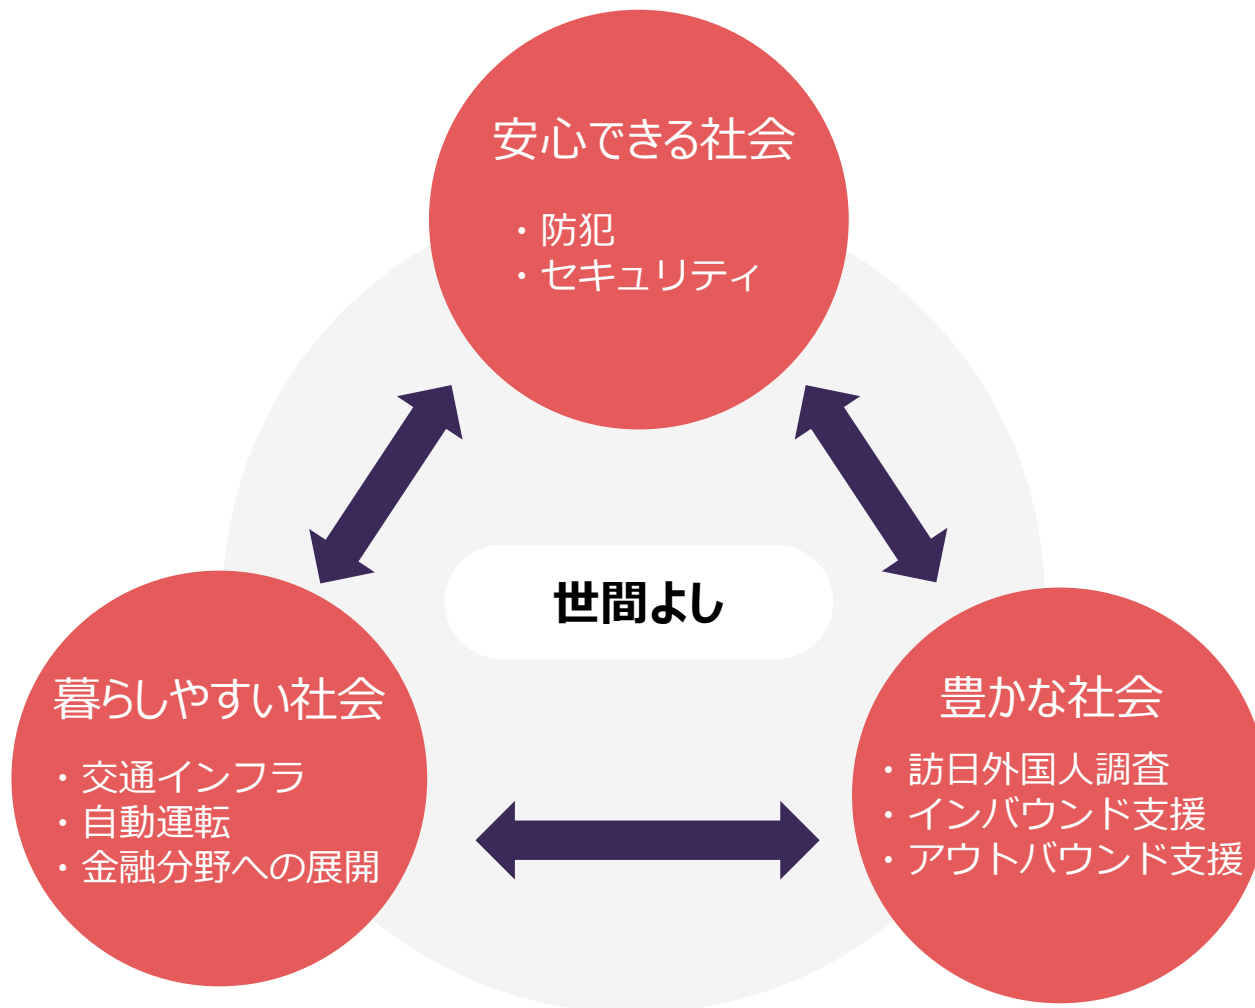 安心できる社会
・防犯
・セキュリティ
世間よし
暮らしやすい社会
・交通インフラ
・自動運転
・金融分野への展開
豊かな社会
・訪日外国人調査
・インバウンド支援
・アウトバウンド支援